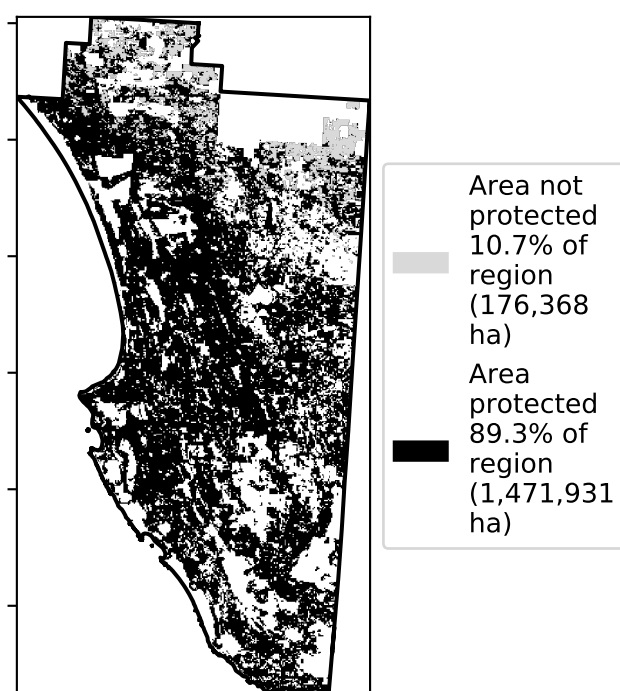 Area not
protected
10.7% of
region
(176,368
ha)
Area
protected
89.3% of
region
(1,471,931
ha)